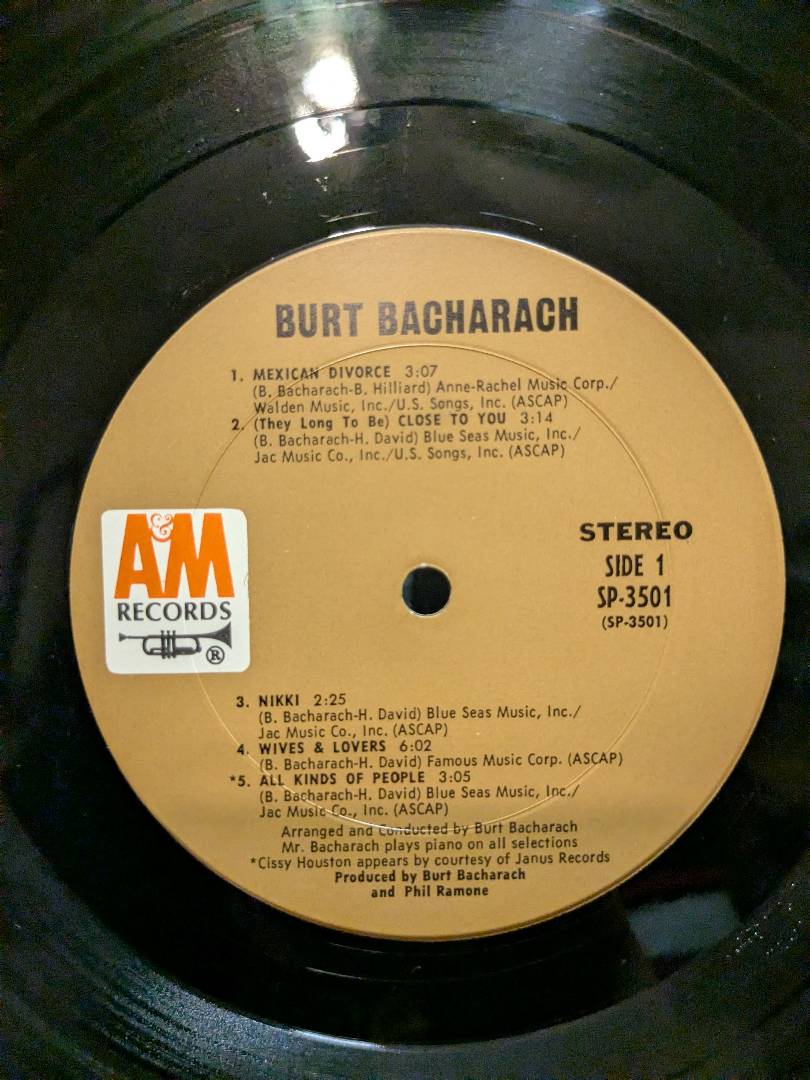 BURT BACHARACH
1. MEXICAN DIVORCE 3:07
(B. Bacharach-B. Hilliard) Anne-Rachel Music Corp./
Walden Music, Inc./U.S. Songs, Inc. (ASCAP)
2. (They Long To Be) CLOSE TO YOU 3:14
(B. Bacharach-H. David) Blue Seas Music, Inc./
Jac Music Co., Inc./U.S. Songs, Inc. (ASCAP)
A&M
RECORDS
®
STEREO
SIDE 1
SP-3501
(SP-3501)
3. NIKKI 2:25
(B. Bacharach-H. David) Blue Seas Music, Inc./
Jac Music Co., Inc. (ASCAP)
4. WIVES & LOVERS 6:02
(B. Bacharach-H. David) Famous Music Corp. (ASCAP)
*5. ALL KINDS OF PEOPLE 3:05
(B. Bacharach-H. David) Blue Seas Music, Inc./
Jac Music Co., Inc. (ASCAP)
Arranged and Conducted by Burt Bacharach
Mr. Bacharach plays piano on all selections
*Cissy Houston appears by courtesy of Janus Records
Produced by Burt Bacharach
and Phil Ramone